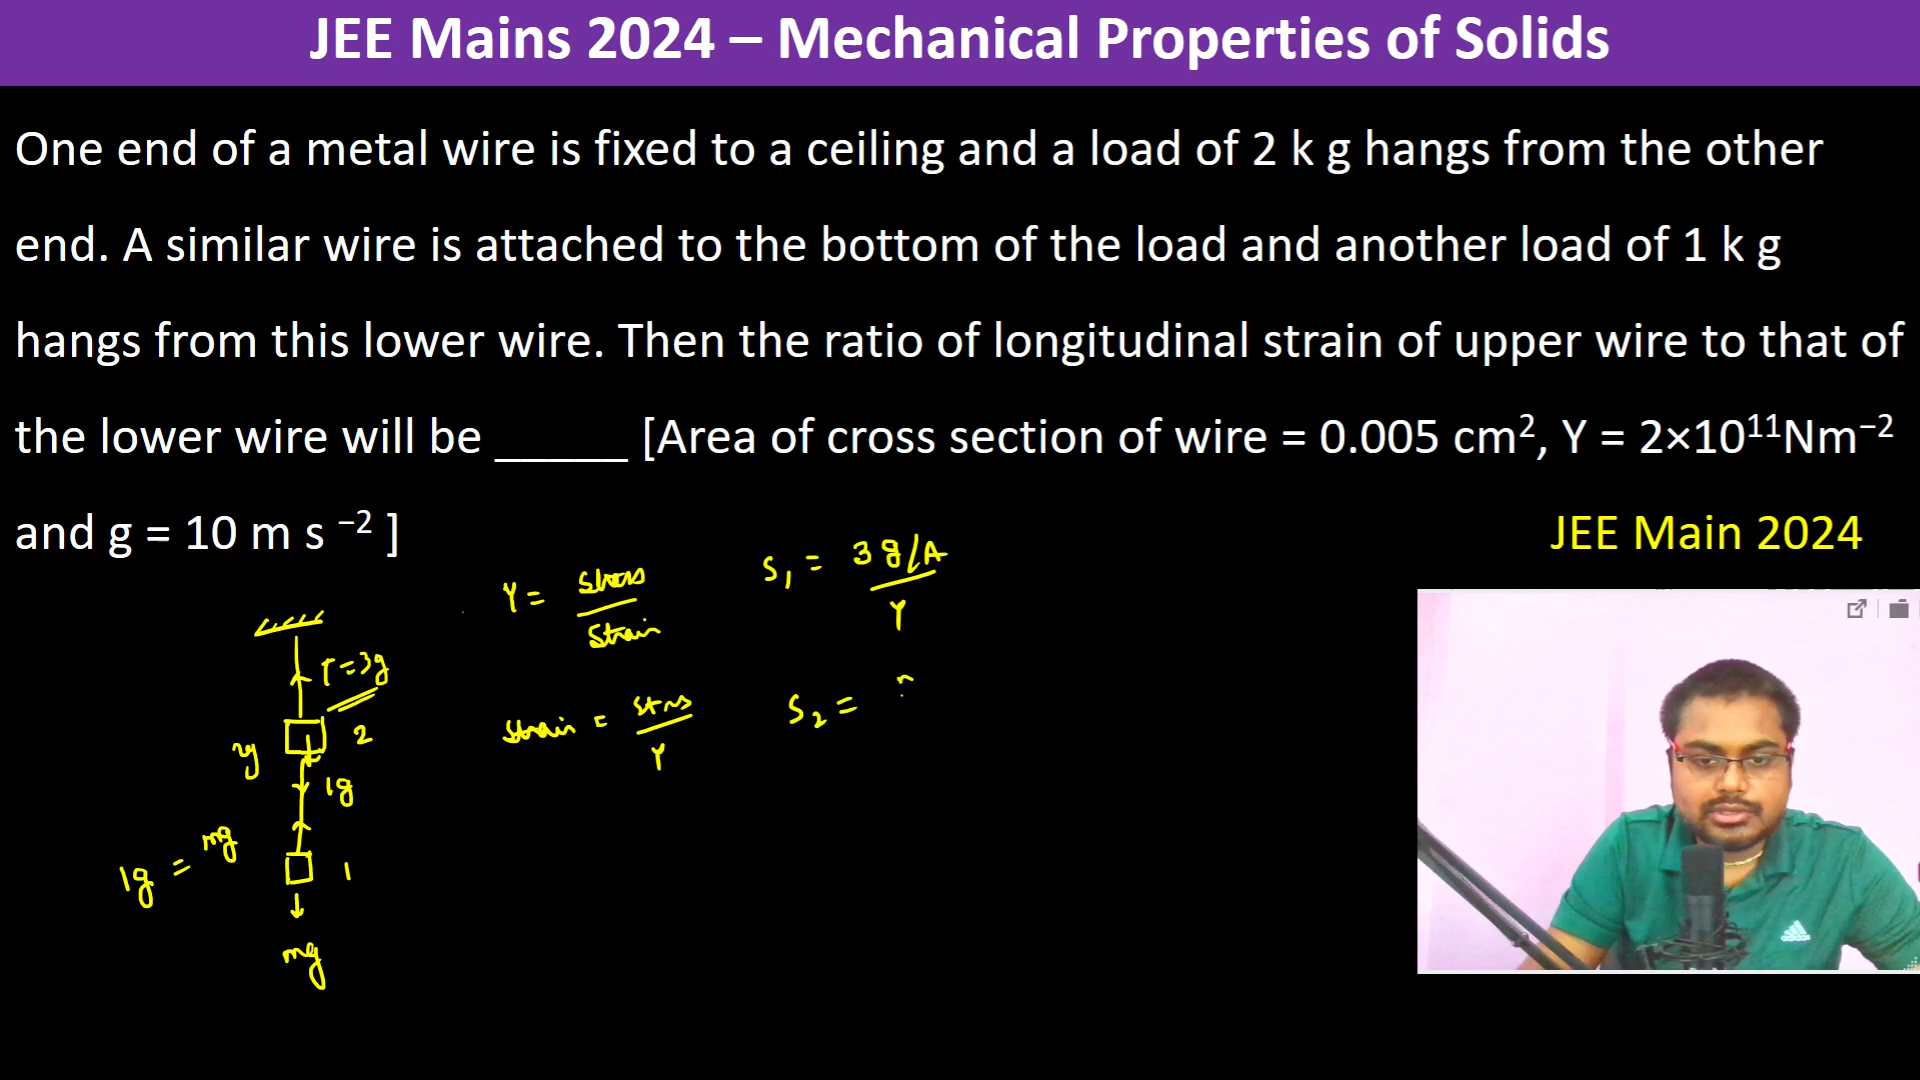 JEE Mains 2024 – Mechanical Properties of Solids
One end of a metal wire is fixed to a ceiling and a load of 2 k g hangs from the other
end. A similar wire is attached to the bottom of the load and another load of 1 k g
hangs from this lower wire. Then the ratio of longitudinal strain of upper wire to that of
the lower wire will be _____ [Area of cross section of wire = 0.005 cm², Y = 2×10¹¹Nm⁻²
and g = 10 m s ⁻² ]
JEE Main 2024
Y = Stress / Strain
S₁ = 3g/A / Y
T = 3g
2
2g
1g
1g = mg
1
mg
Strain = Stress / Y
S₂ =
adidas